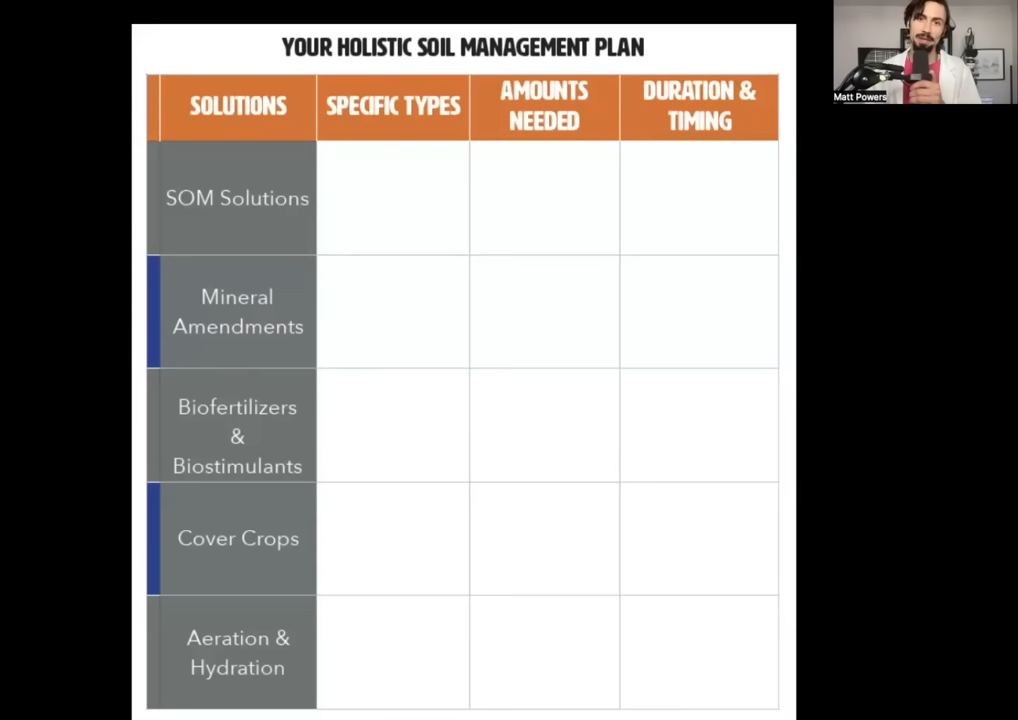 YOUR HOLISTIC SOIL MANAGEMENT PLAN
SOLUTIONS
SPECIFIC TYPES
AMOUNTS
NEEDED
DURATION &
TIMING
SOM Solutions
Mineral
Amendments
Biofertilizers
&
Biostimulants
Cover Crops
Aeration &
Hydration
Matt Powers